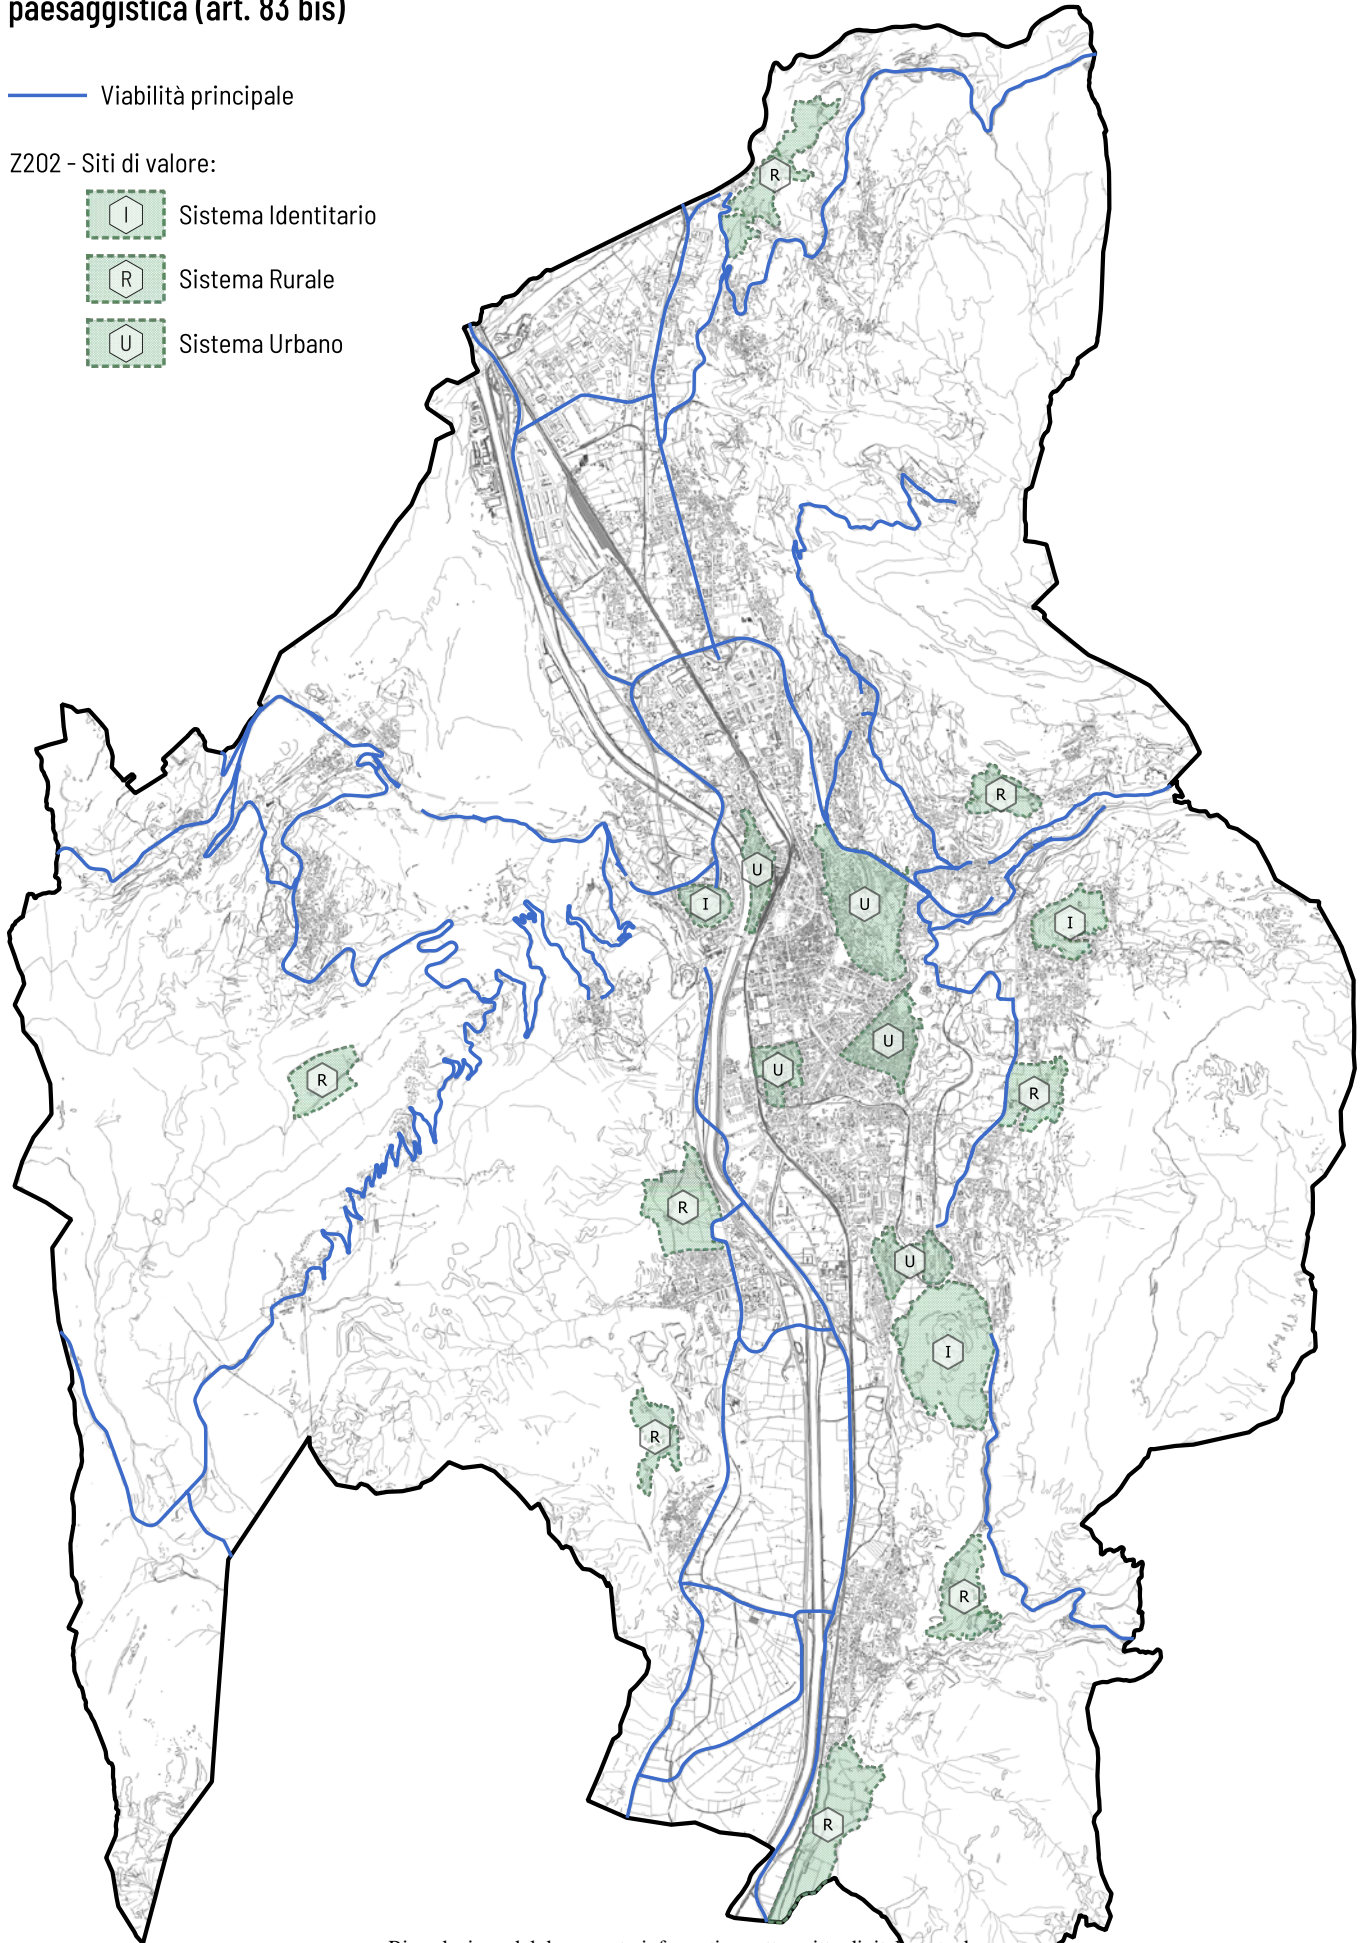 paesaggistica (art. 83 bis)
Viabilità principale
Z202 - Siti di valore:
I Sistema Identitario
R Sistema Rurale
U Sistema Urbano
R
R
U
I
U
I
R
U
U
R
R
U
I
R
R
R